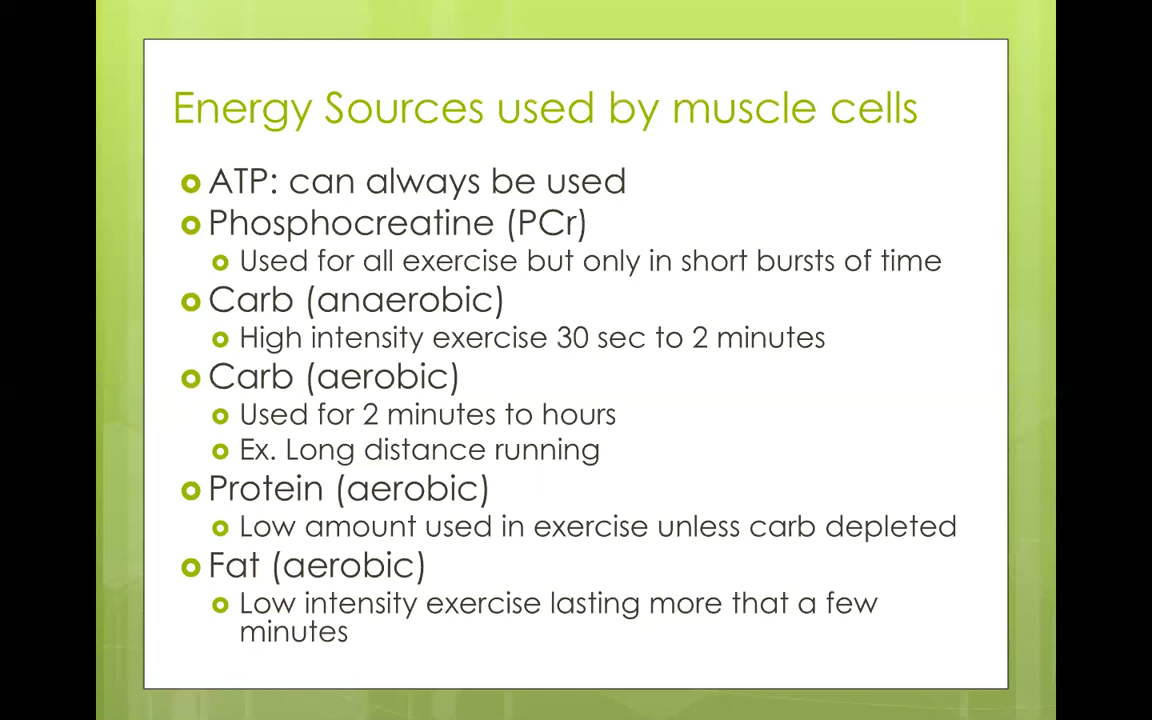 Energy Sources used by muscle cells
ATP: can always be used
Phosphocreatine (PCr)
Used for all exercise but only in short bursts of time
Carb (anaerobic)
High intensity exercise 30 sec to 2 minutes
Carb (aerobic)
Used for 2 minutes to hours
Ex. Long distance running
Protein (aerobic)
Low amount used in exercise unless carb depleted
Fat (aerobic)
Low intensity exercise lasting more that a few
minutes